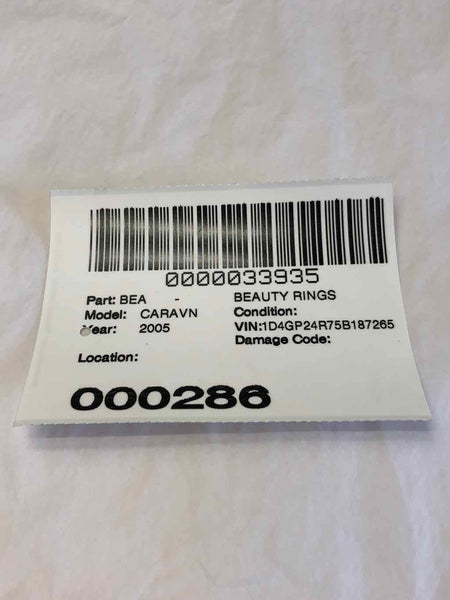 0000033935
Part: BEA - BEAUTY RINGS
Model: CARAVN Condition:
Year: 2005 VIN:1D4GP24R75B187265
Damage Code:
Location:
000286